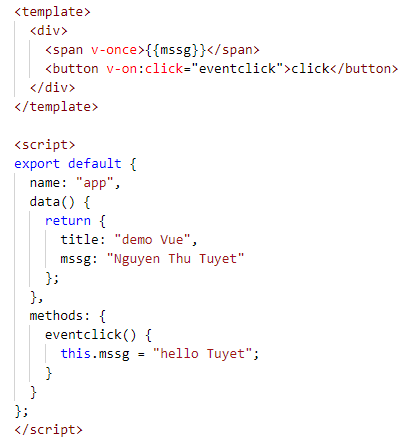 <template>
  <div>
    <span v-once>{{mssg}}</span>
    <button v-on:click="eventclick">click</button>
  </div>
</template>

<script>
export default {
  name: "app",
  data() {
    return {
      title: "demo Vue",
      mssg: "Nguyen Thu Tuyet"
    };
  },
  methods: {
    eventclick() {
      this.mssg = "hello Tuyet";
    }
  }
};
</script>